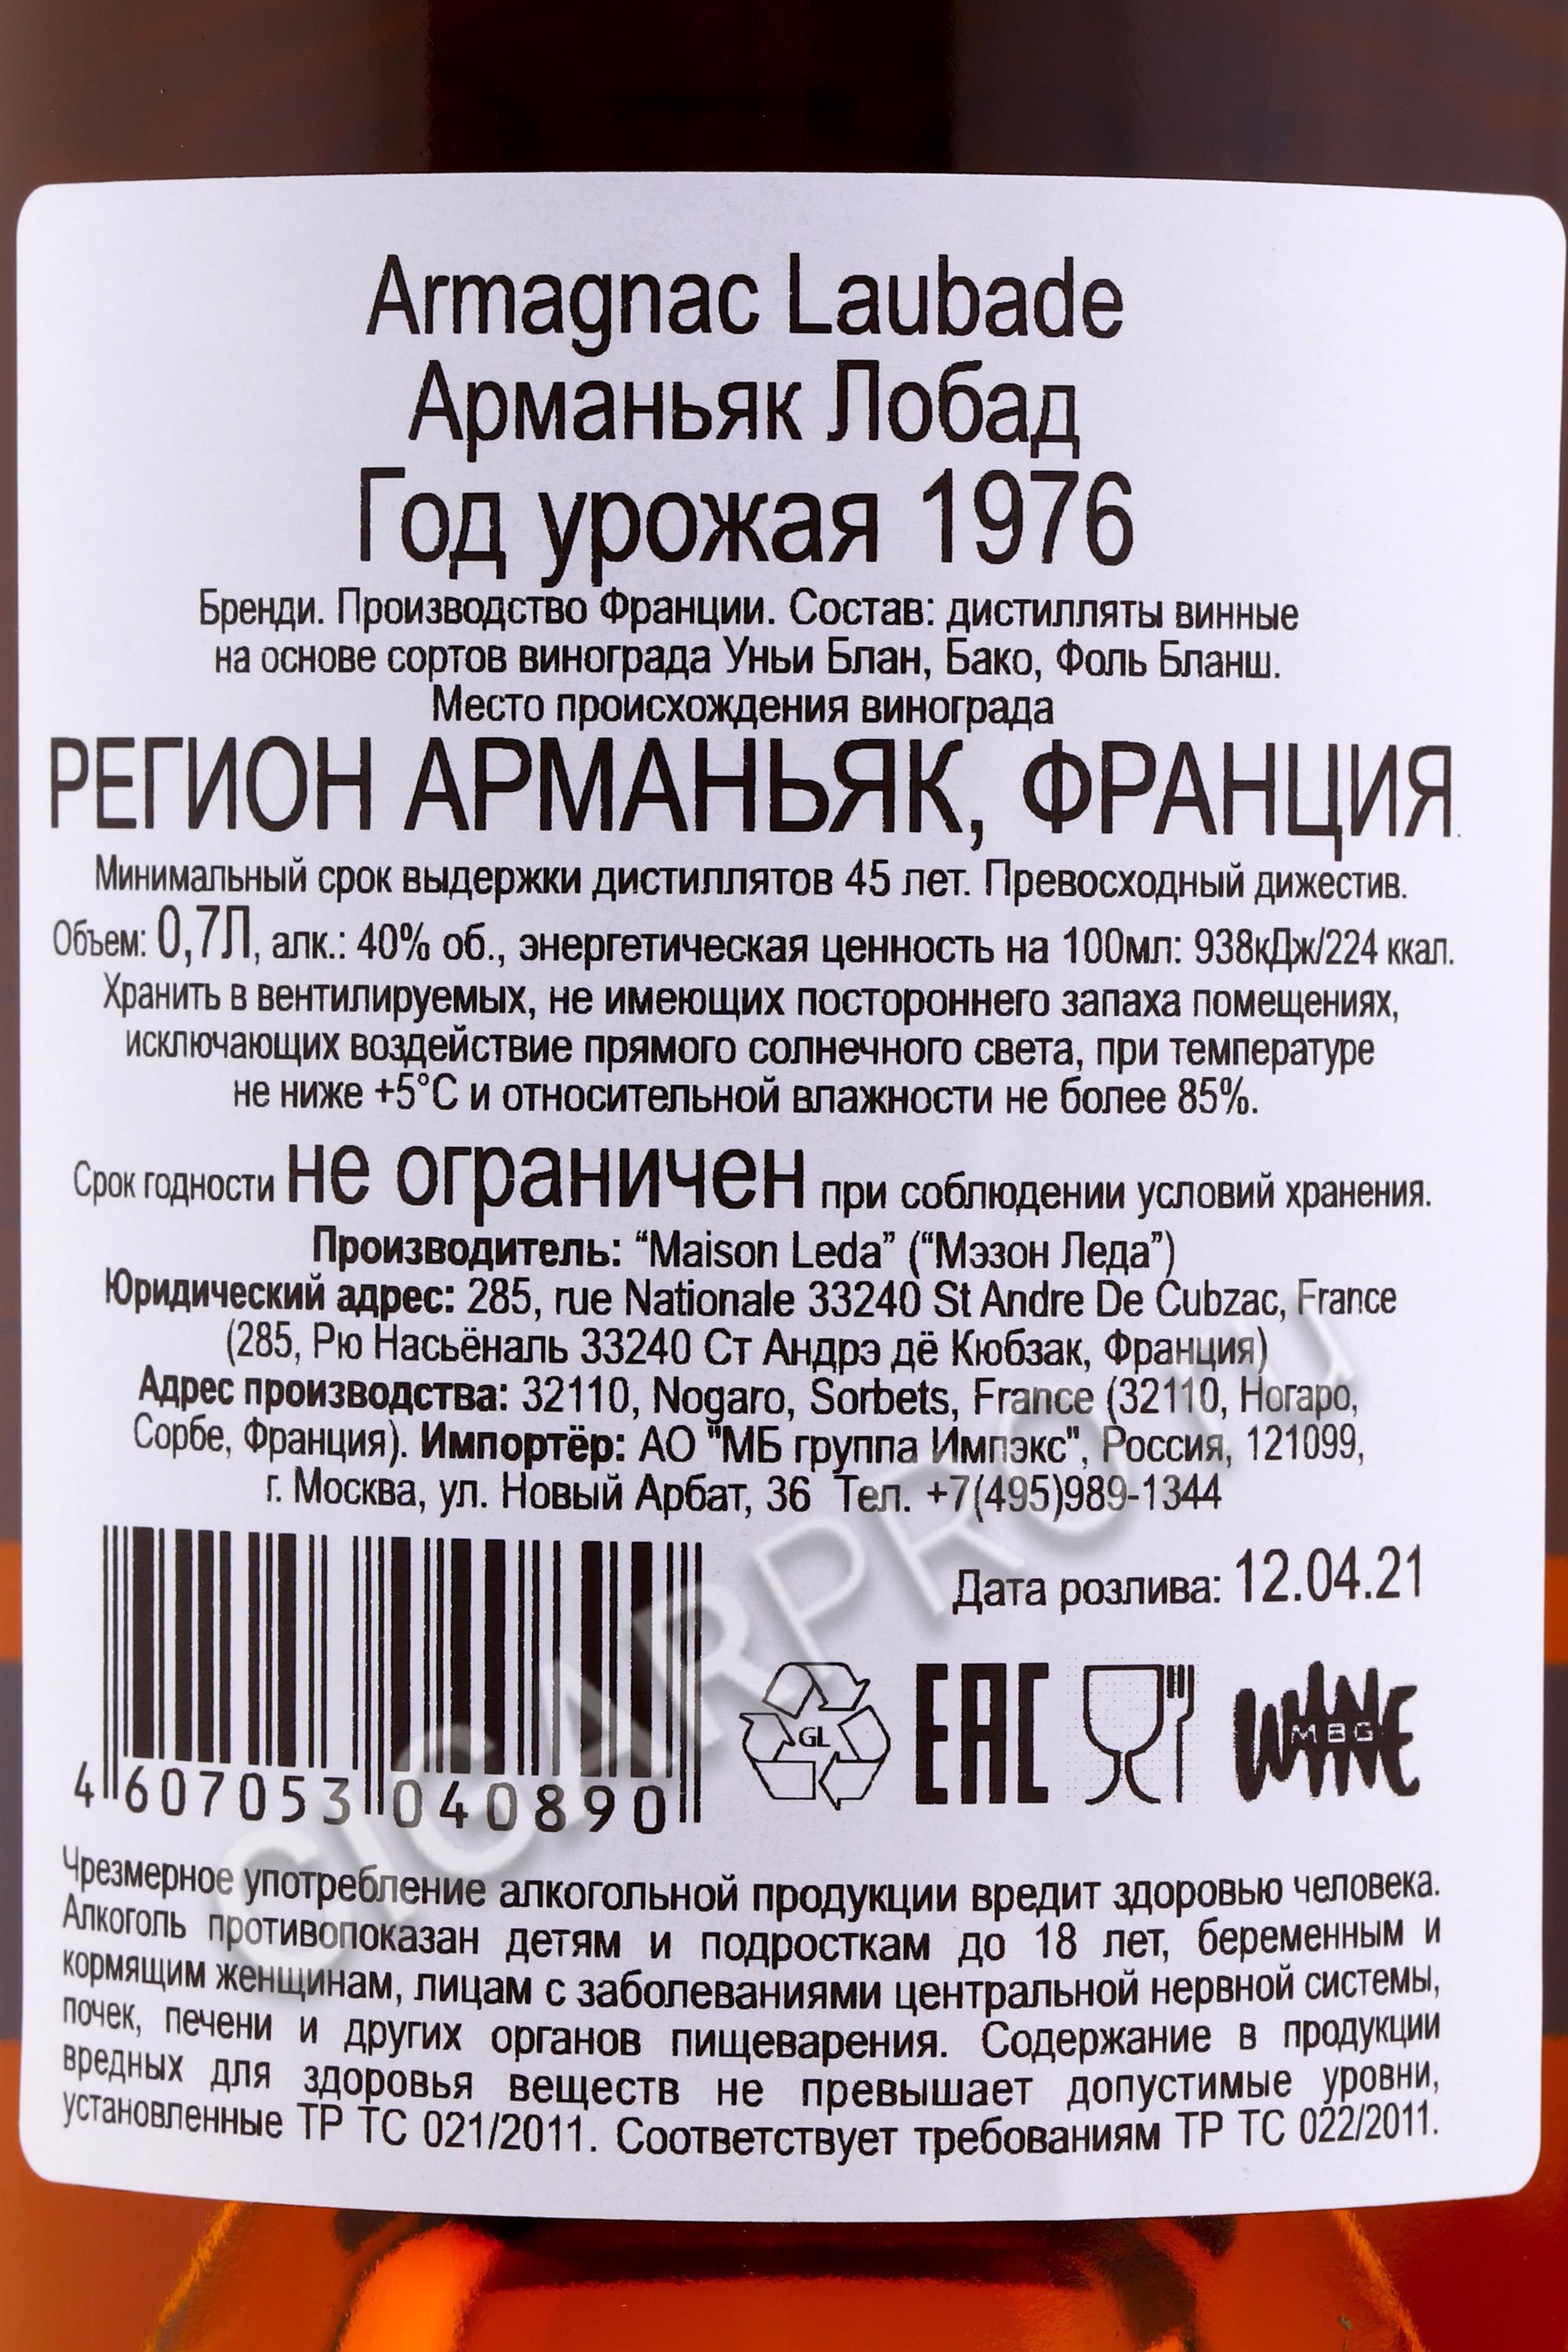 Armagnac Laubade
Арманьяк Лобад
Год урожая 1976
Бренди. Производство Франции. Состав: дистилляты винные
на основе сортов винограда Уньи Блан, Бако, Фоль Бланш.
Место происхождения винограда
РЕГИОН АРМАНЬЯК, ФРАНЦИЯ.
Минимальный срок выдержки дистиллятов 45 лет. Превосходный дижестив.
Объем: 0,7Л, алк.: 40% об., энергетическая ценность на 100мл: 938кДж/224 ккал.
Хранить в вентилируемых, не имеющих постороннего запаха помещениях,
исключающих воздействие прямого солнечного света, при температуре
не ниже +5°С и относительной влажности не более 85%.
Срок годности не ограничен при соблюдении условий хранения.
Производитель: “Maison Leda” (“Мэзон Леда”)
Юридический адрес: 285, rue Nationale 33240 St Andre De Cubzac, France
(285, Рю Насьёналь 33240 Ст Андрэ дё Кюбзак, Франция)
Адрес производства: 32110, Nogaro, Sorbets, France (32110, Ногаро,
Сорбе, Франция). Импортёр: АО "МБ группа Импэкс", Россия, 121099,
г. Москва, ул. Новый Арбат, 36 Тел. +7(495)989-1344
Дата розлива: 12.04.21
GL EAC WINE MBG
4 607053 040890
CIGARPRO.ru
Чрезмерное употребление алкогольной продукции вредит здоровью человека.
Алкоголь противопоказан детям и подросткам до 18 лет, беременным и
кормящим женщинам, лицам с заболеваниями центральной нервной системы,
почек, печени и других органов пищеварения. Содержание в продукции
вредных для здоровья веществ не превышает допустимые уровни,
установленные ТР ТС 021/2011. Соответствует требованиям ТР ТС 022/2011.